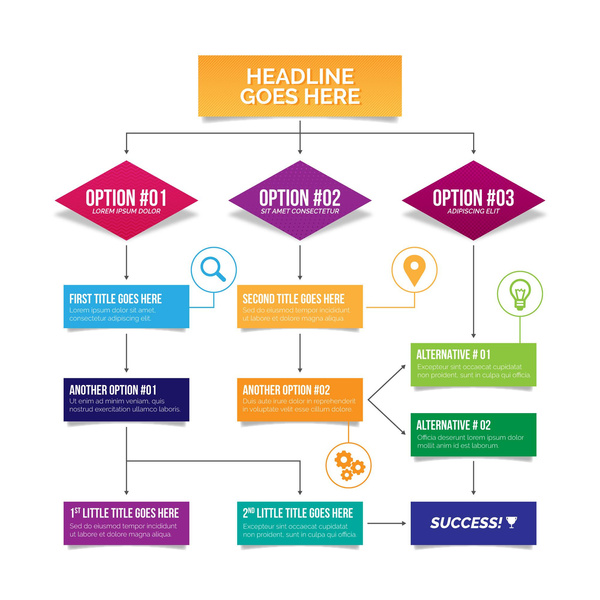 HEADLINE
GOES HERE
OPTION #01
LOREM IPSUM DOLOR
OPTION #02
SIT AMET CONSECTETUR
OPTION #03
ADIPISCING ELIT
FIRST TITLE GOES HERE
Lorem ipsum dolor sit amet,
consectetur adipiscing elit.
SECOND TITLE GOES HERE
Sed do eiusmod tempor incididunt
ut labore et dolore magna aliqua.
ALTERNATIVE # 01
Excepteur sint occaecat cupidatat
non proident, sunt in culpa qui officia
ANOTHER OPTION #01
Ut enim ad minim veniam, quis
nostrud exercitation ullamco laboris.
ANOTHER OPTION #02
Duis aute irure dolor in reprehenderit
in voluptate velit esse cillum dolore.
ALTERNATIVE # 02
Officia deserunt lorem ipsum dolor
mollit anim id est laborum.
1ST LITTLE TITLE GOES HERE
Sed do eiusmod tempor incididunt
ut labore et dolore magna aliqua.
2ND LITTLE TITLE GOES HERE
Excepteur sint occaecat cupidatat
non proident, sunt in culpa.
SUCCESS!